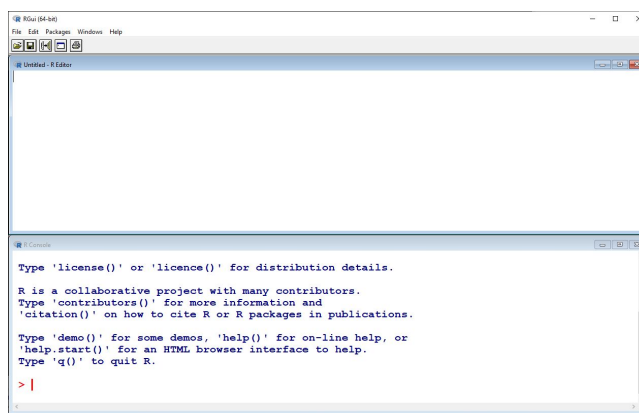 RGui (64-bit)
File Edit Packages Windows Help
Untitled - R Editor
R Console
Type 'license()' or 'licence()' for distribution details.
R is a collaborative project with many contributors.
Type 'contributors()' for more information and
'citation()' on how to cite R or R packages in publications.
Type 'demo()' for some demos, 'help()' for on-line help, or
'help.start()' for an HTML browser interface to help.
Type 'q()' to quit R.
>